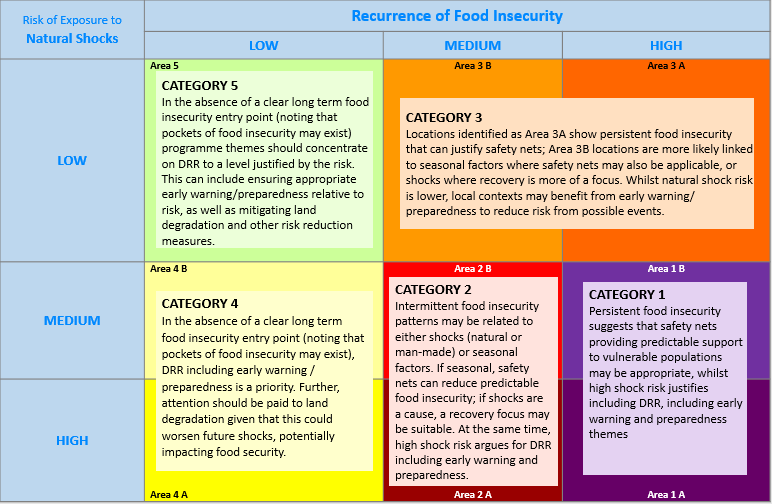 Risk of Exposure to
Natural Shocks
Recurrence of Food Insecurity
LOW
MEDIUM
HIGH
LOW
Area 5
CATEGORY 5
In the absence of a clear long term food
insecurity entry point (noting that
pockets of food insecurity may exist)
programme themes should concentrate
on DRR to a level justified by the risk.
This can include ensuring appropriate
early warning/preparedness relative to
risk, as well as mitigating land
degradation and other risk reduction
measures.
Area 3 B
Area 3 A
CATEGORY 3
Locations identified as Area 3A show persistent food insecurity
that can justify safety nets; Area 3B locations are more likely linked
to seasonal factors where safety nets may also be applicable, or
shocks where recovery is more of a focus. Whilst natural shock risk
is lower, local contexts may benefit from early warning/
preparedness to reduce risk from possible events.
MEDIUM
HIGH
Area 4 B
CATEGORY 4
In the absence of a clear long term
food insecurity entry point (noting that
pockets of food insecurity may exist),
DRR including early warning /
preparedness is a priority. Further,
attention should be paid to land
degradation given that this could
worsen future shocks, potentially
impacting food security.
Area 4 A
Area 2 B
CATEGORY 2
Intermittent food insecurity
patterns may be related to
either shocks (natural or
man-made) or seasonal
factors. If seasonal, safety
nets can reduce predictable
food insecurity; if shocks are
a cause, a recovery focus may
be suitable. At the same time,
high shock risk argues for DRR
including early warning and
preparedness.
Area 2 A
Area 1 B
CATEGORY 1
Persistent food insecurity
suggests that safety nets
providing predictable support
to vulnerable populations
may be appropriate, whilst
high shock risk justifies
including DRR, including early
warning and preparedness
themes
Area 1 A